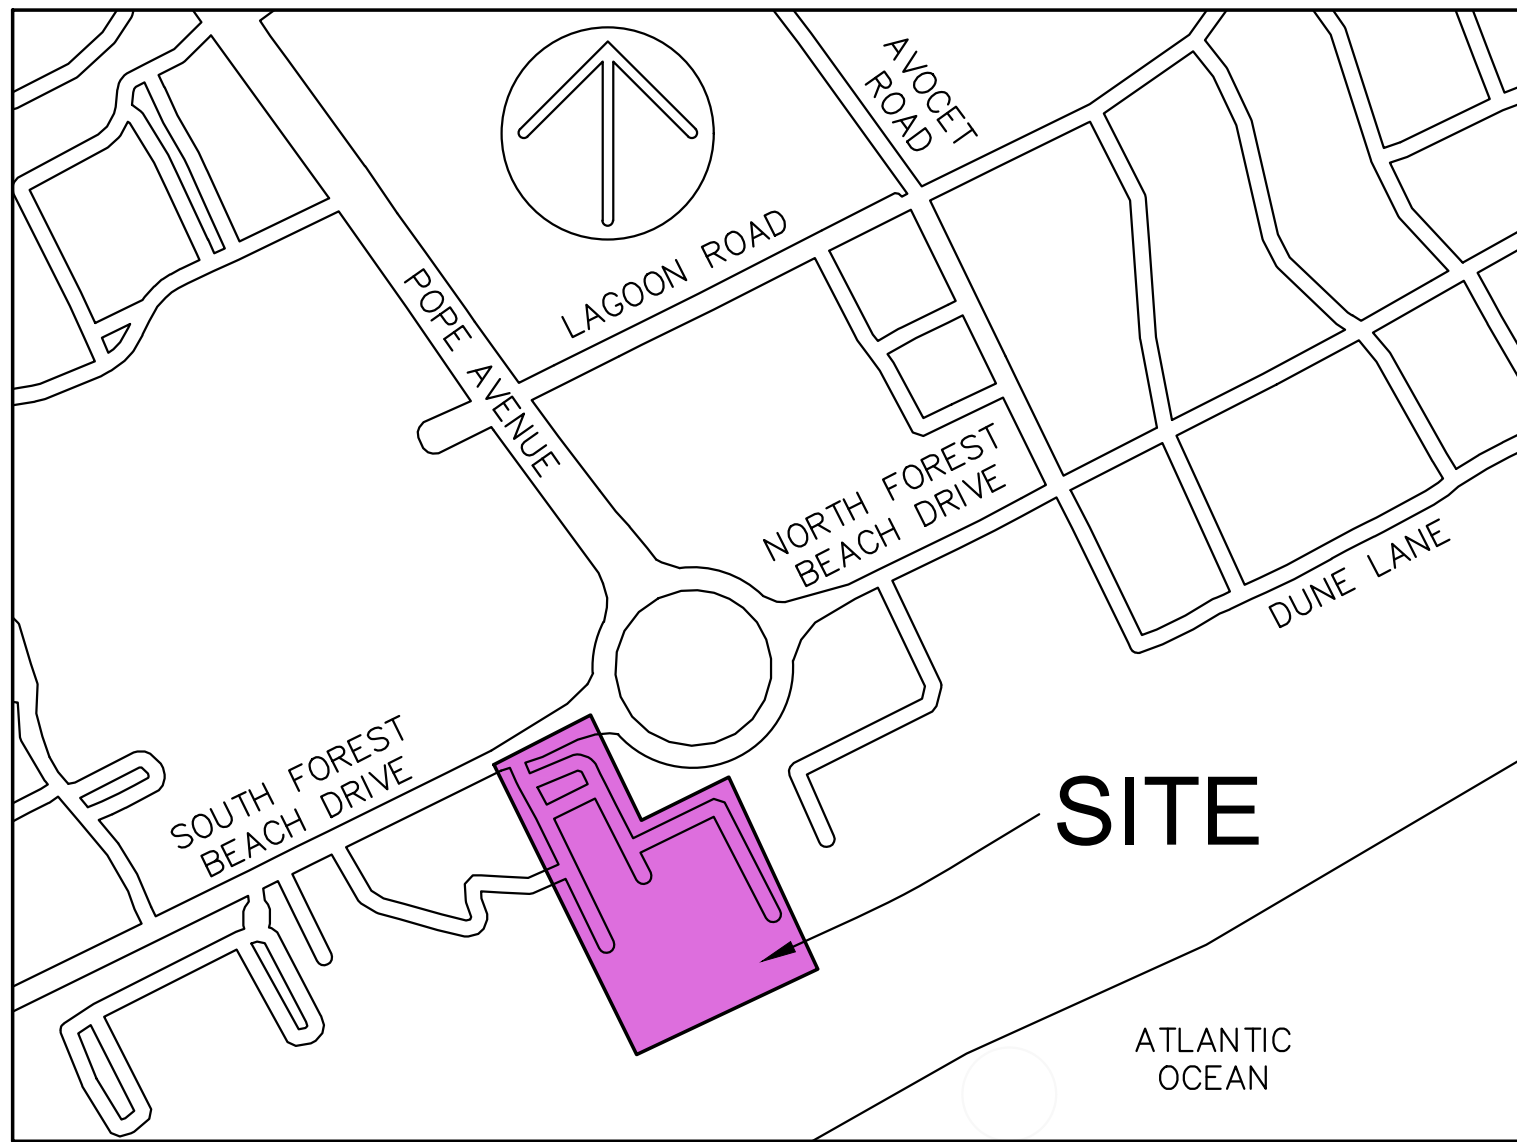 AVOCET
ROAD
LAGOON ROAD
POPE AVENUE
NORTH FOREST
BEACH DRIVE
DUNE LANE
SOUTH FOREST
BEACH DRIVE
SITE
ATLANTIC
OCEAN